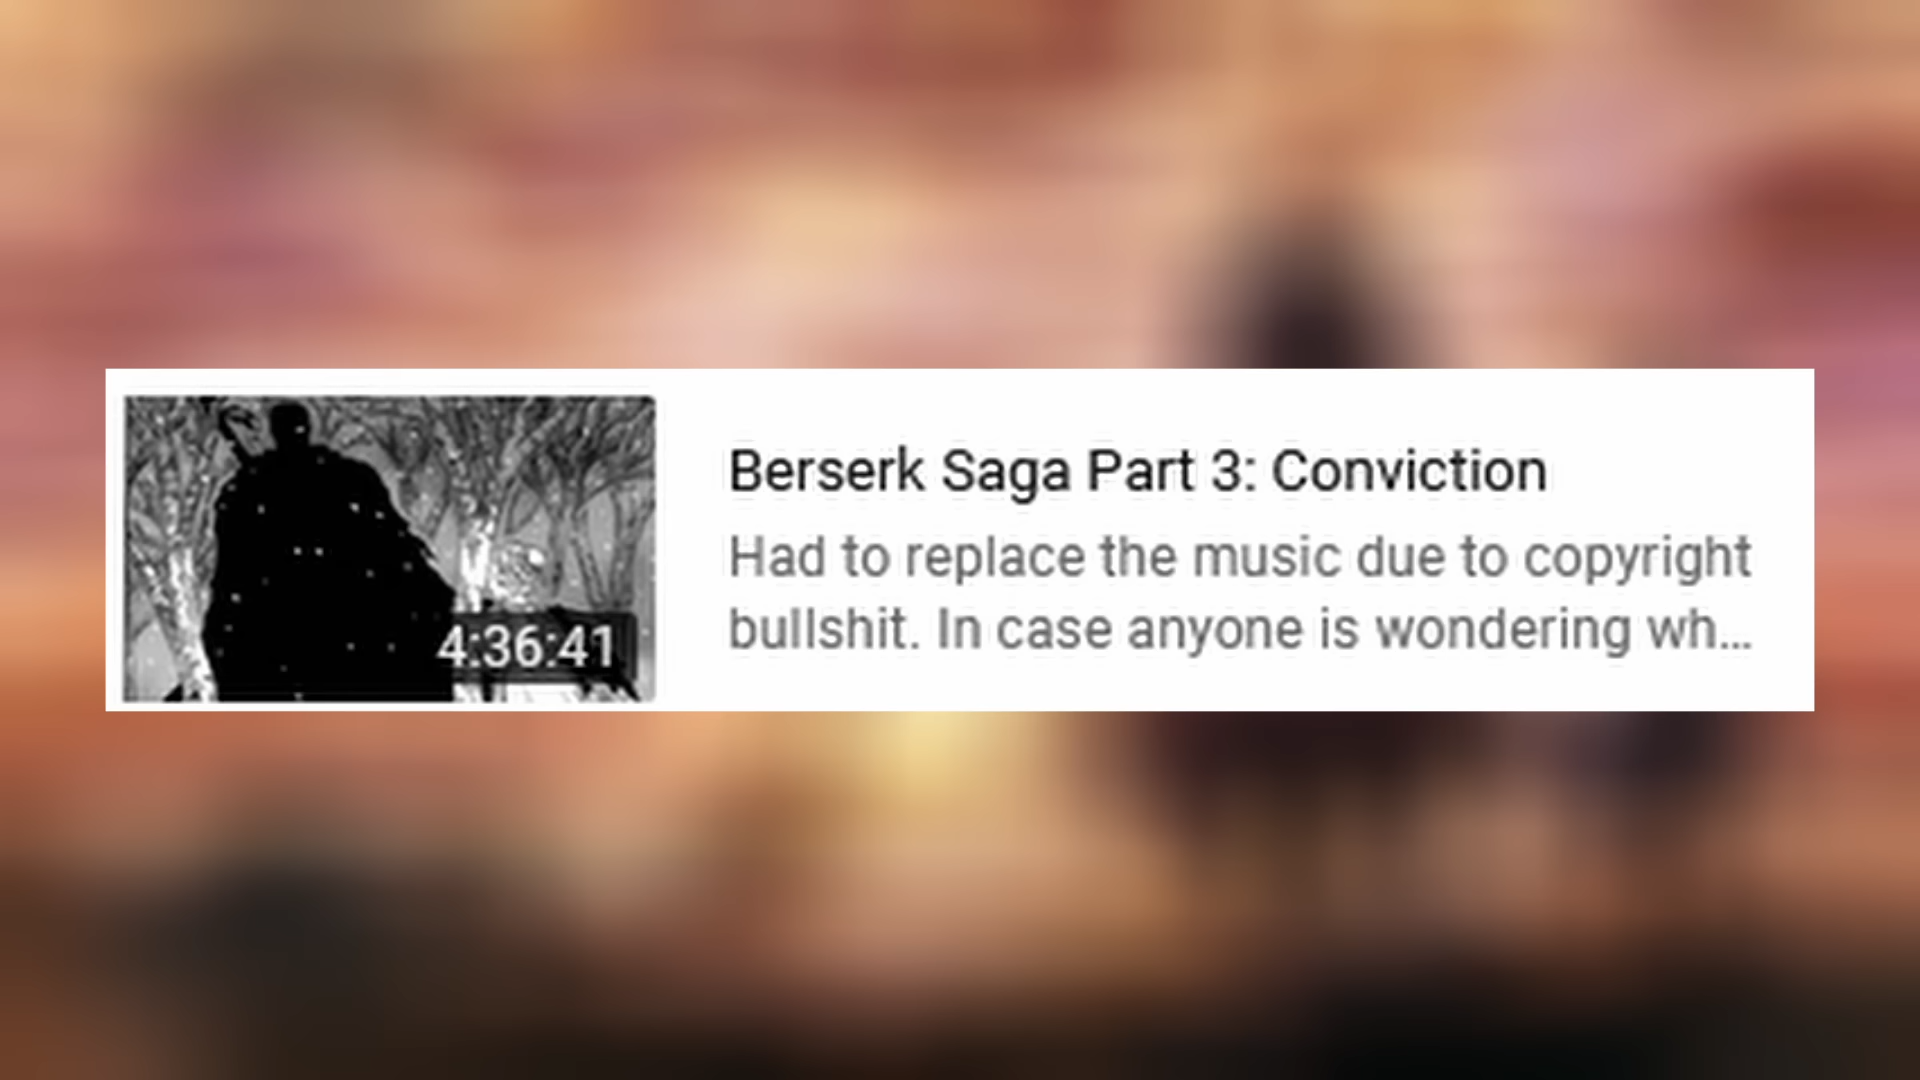 4:36:41
Berserk Saga Part 3: Conviction
Had to replace the music due to copyright
bullshit. In case anyone is wondering wh...